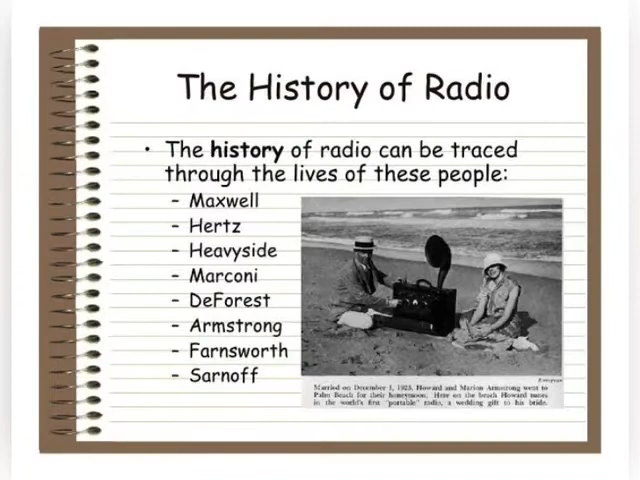 The History of Radio
• The history of radio can be traced
through the lives of these people:
– Maxwell
– Hertz
– Heavyside
– Marconi
– DeForest
– Armstrong
– Farnsworth
– Sarnoff
Married on December 1, 1923, Howard and Marion Armstrong went to
Palm Beach for their honeymoon. Here on the beach Howard tunes
in the world's first "portable" radio, a wedding gift to his bride.